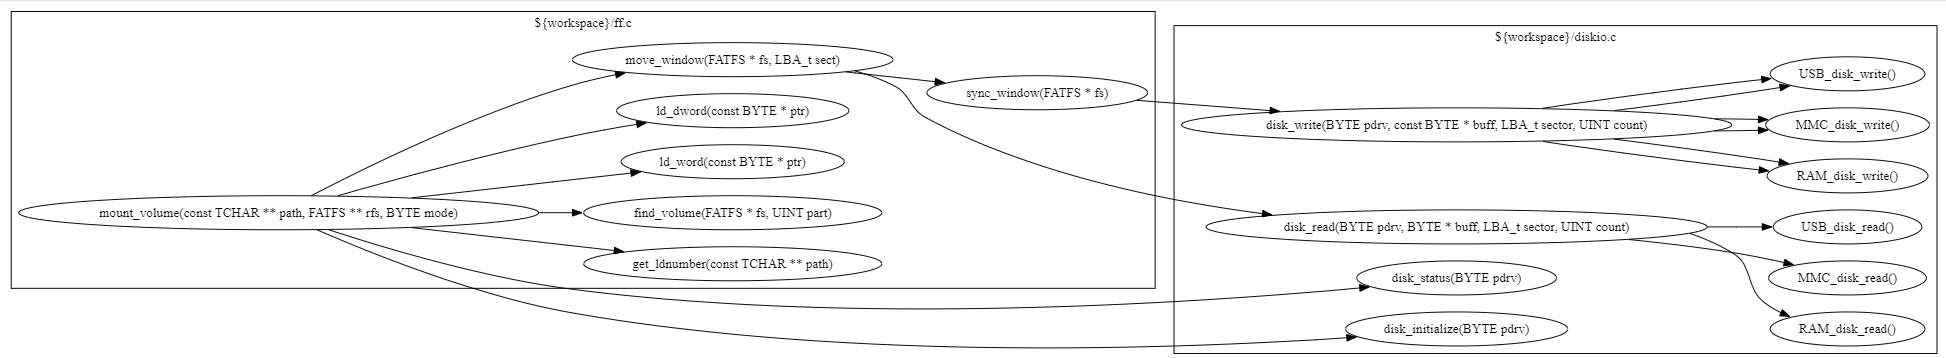 ${workspace}/ff.c
move_window(FATFS * fs, LBA_t sect)
sync_window(FATFS * fs)
ld_dword(const BYTE * ptr)
ld_word(const BYTE * ptr)
mount_volume(const TCHAR ** path, FATFS ** rfs, BYTE mode)
find_volume(FATFS * fs, UINT part)
get_ldnumber(const TCHAR ** path)
${workspace}/diskio.c
disk_write(BYTE pdrv, const BYTE * buff, LBA_t sector, UINT count)
USB_disk_write()
MMC_disk_write()
RAM_disk_write()
disk_read(BYTE pdrv, BYTE * buff, LBA_t sector, UINT count)
USB_disk_read()
MMC_disk_read()
RAM_disk_read()
disk_status(BYTE pdrv)
disk_initialize(BYTE pdrv)